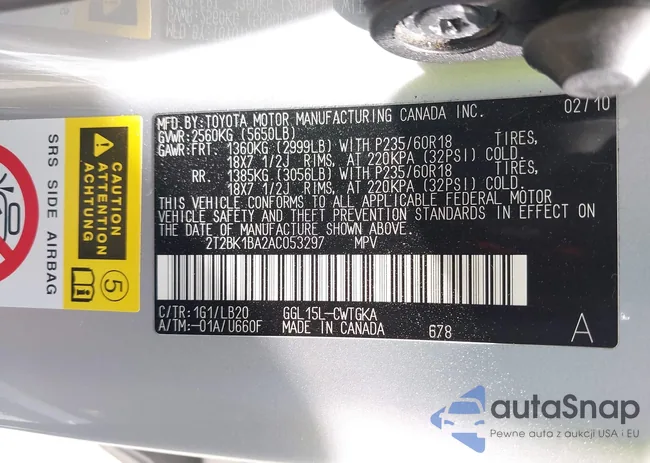 MFD. BY:TOYOTA MOTOR MANUFACTURING CANADA INC. 02/10
GVWR:2560KG (5650LB)
GAWR:FRT. 1360KG (2999LB) WITH P235/60R18 TIRES,
18X7 1/2J RIMS, AT 220KPA (32PSI) COLD.
RR. 1385KG (3056LB) WITH P235/60R18 TIRES,
18X7 1/2J RIMS, AT 220KPA (32PSI) COLD.
THIS VEHICLE CONFORMS TO ALL APPLICABLE FEDERAL MOTOR
VEHICLE SAFETY AND THEFT PREVENTION STANDARDS IN EFFECT ON
THE DATE OF MANUFACTURE SHOWN ABOVE.
2T2BK1BA2AC053297 MPV
C/TR:1G1/LB20 GGL15L-CWTGKA
A/TM:-01A/U660F MADE IN CANADA 678 A
SRS SIDE AIRBAG
CAUTION
ATTENTION
ACHTUNG
5
autaSnap
Pewne auta z aukcji USA i EU